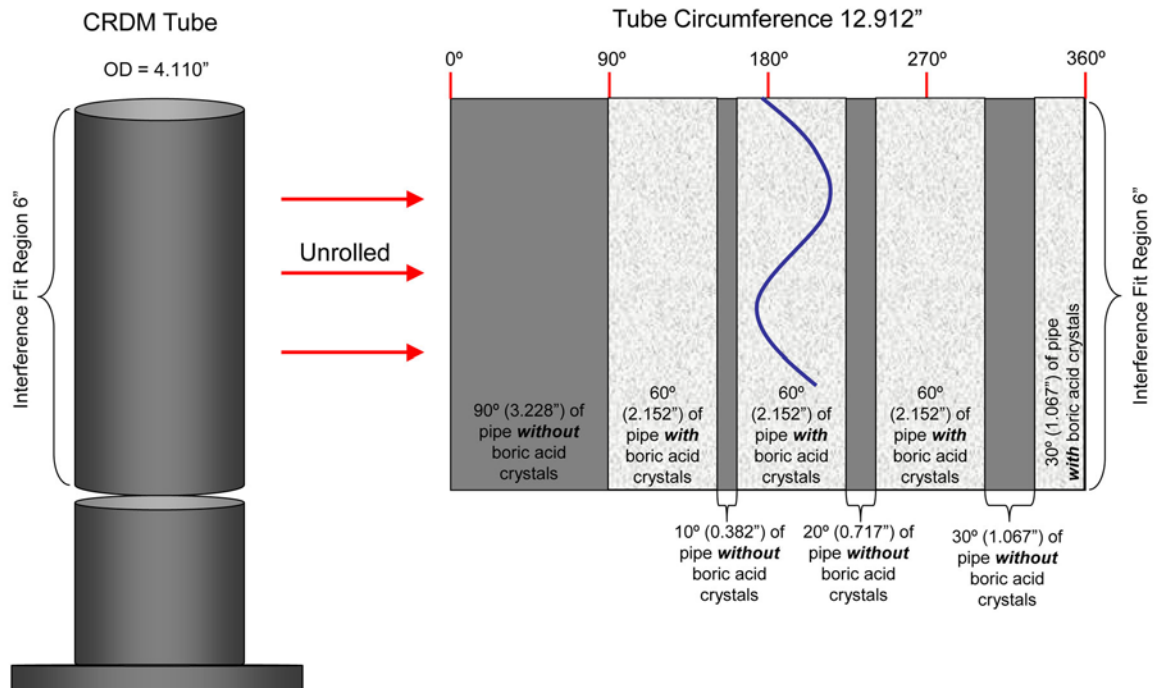 CRDM Tube
OD = 4.110”
Interference Fit Region 6”
Unrolled
Tube Circumference 12.912”
0º
90º
180º
270º
360º
90º (3.228”) of
pipe without
boric acid
crystals
60º
(2.152”) of
pipe with
boric acid
crystals
60º
(2.152”) of
pipe with
boric acid
crystals
60º
(2.152”) of
pipe with
boric acid
crystals
30º (1.067”) of pipe
with boric acid crystals
Interference Fit Region 6”
10º (0.382”) of
pipe without
boric acid
crystals
20º (0.717”) of
pipe without
boric acid
crystals
30º (1.067”) of
pipe without
boric acid
crystals